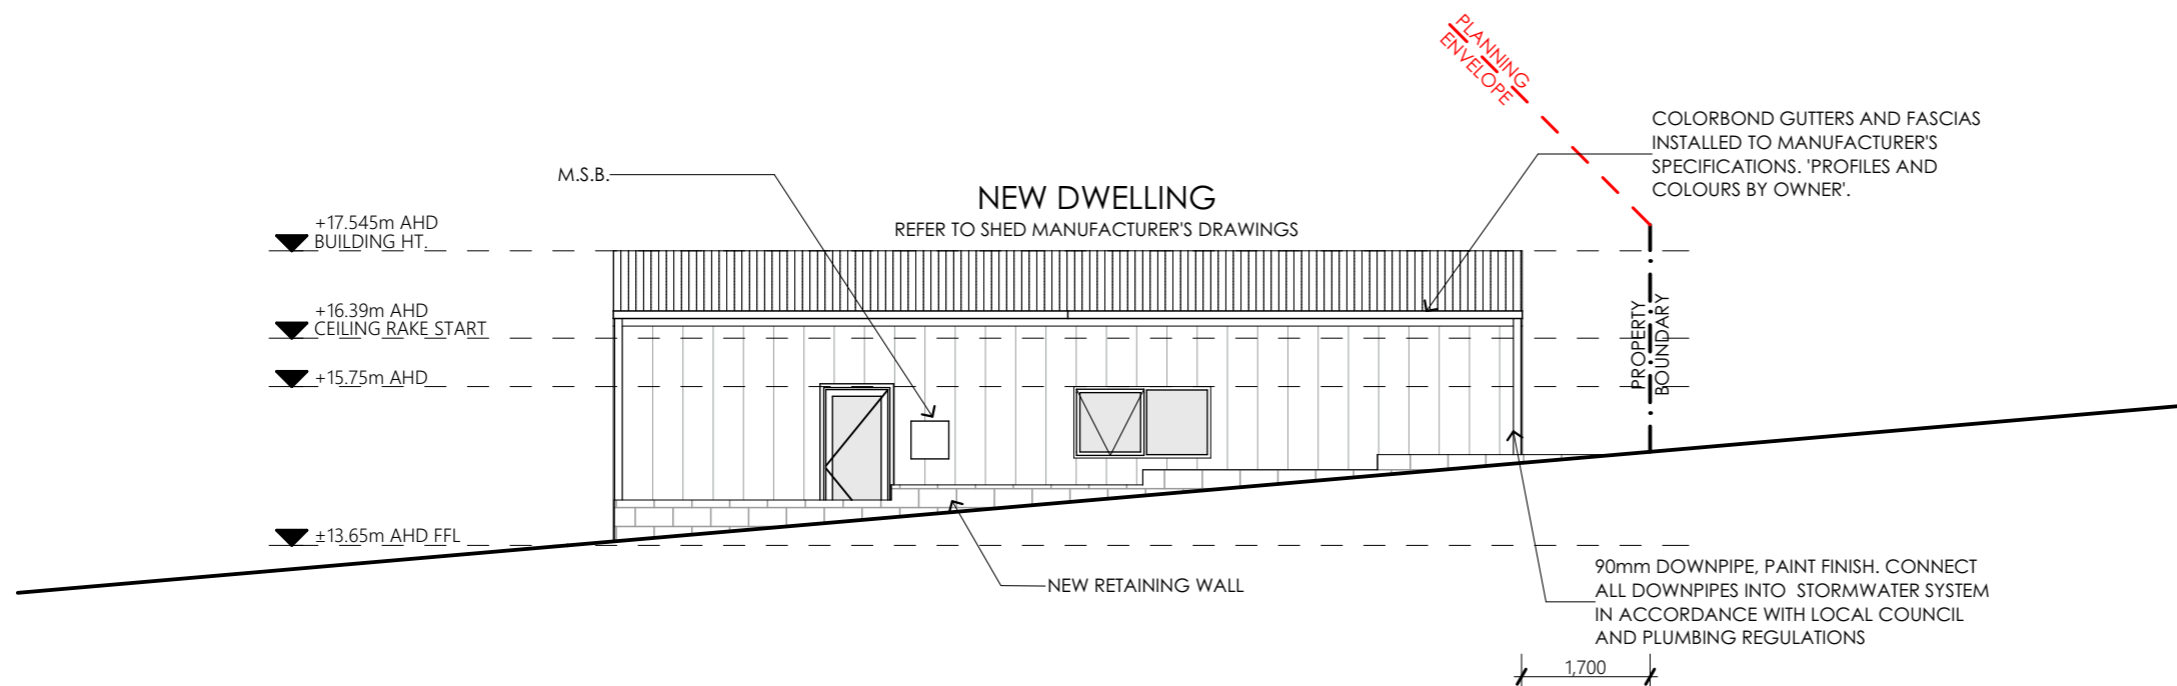 PLANNING
ENVELOPE
COLORBOND GUTTERS AND FASCIAS
INSTALLED TO MANUFACTURER'S
SPECIFICATIONS. 'PROFILES AND
COLOURS BY OWNER'.
M.S.B.
NEW DWELLING
REFER TO SHED MANUFACTURER'S DRAWINGS
+17.545m AHD
BUILDING HT.
+16.39m AHD
CEILING RAKE START
+15.75m AHD
PROPERTY
BOUNDARY
±13.65m AHD FFL
NEW RETAINING WALL
90mm DOWNPIPE, PAINT FINISH. CONNECT
ALL DOWNPIPES INTO STORMWATER SYSTEM
IN ACCORDANCE WITH LOCAL COUNCIL
AND PLUMBING REGULATIONS
1,700